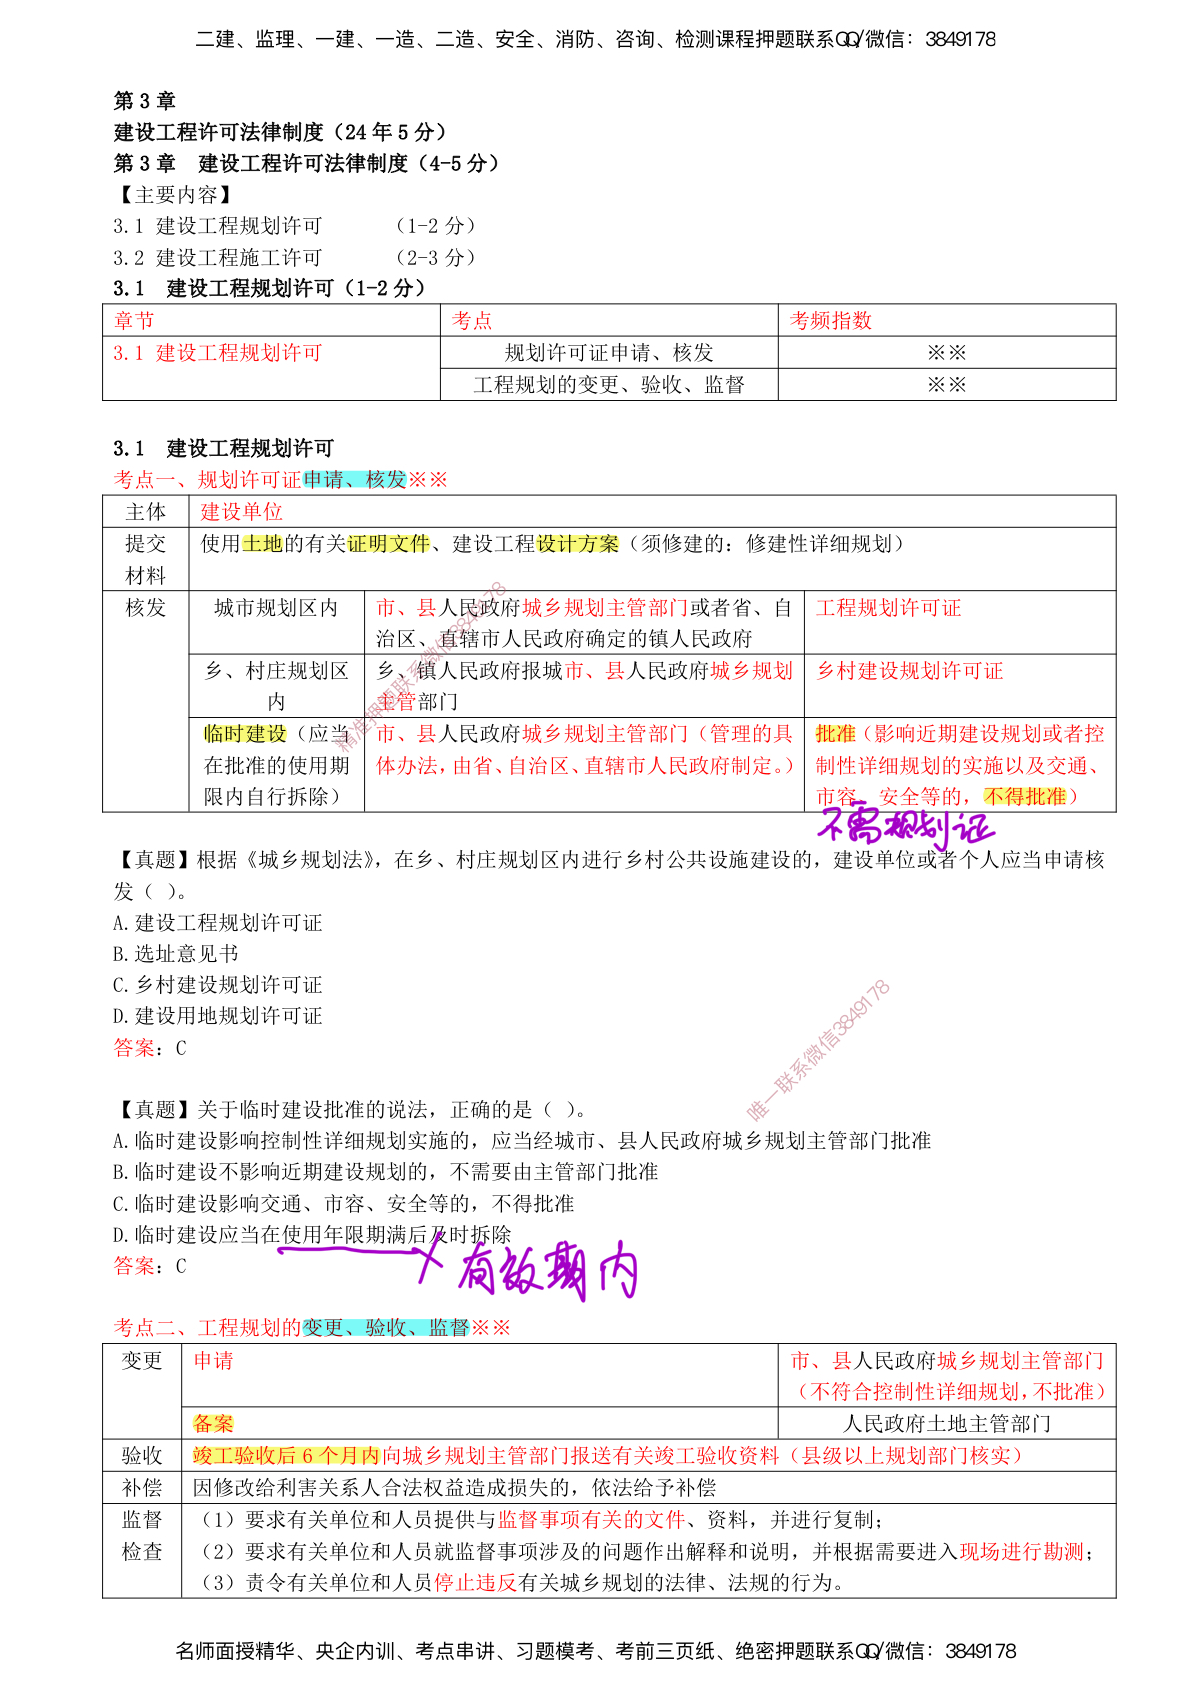 二建、监理、一建、一造、二造、安全、消防、咨询、检测课程押题联系QQ/微信：3849178
第 3 章
建设工程许可法律制度（24 年 5 分）
第 3 章　建设工程许可法律制度（4-5 分）
【主要内容】
3.1 建设工程规划许可　　　（1-2 分）
3.2 建设工程施工许可　　　（2-3 分）
3.1　建设工程规划许可（1-2 分）
章节　考点　考频指数
3.1 建设工程规划许可　规划许可证申请、核发　※※
工程规划的变更、验收、监督　※※
3.1　建设工程规划许可
考点一、规划许可证申请、核发※※
主体　建设单位
提交　使用土地的有关证明文件、建设工程设计方案（须修建的：修建性详细规划）
材料
核发　城市规划区内　市、县人民政府城乡规划主管部门或者省、自　工程规划许可证
治区、直辖市人民政府确定的镇人民政府
乡、村庄规划区　乡、镇人民政府报城市、县人民政府城乡规划　乡村建设规划许可证
内　主管部门
临时建设（应当　市、县人民政府城乡规划主管部门（管理的具　批准（影响近期建设规划或者控
在批准的使用期　体办法，由省、自治区、直辖市人民政府制定。）　制性详细规划的实施以及交通、
限内自行拆除）　市容、安全等的，不得批准）
精准押题联系微信3849178
不需规划证
【真题】根据《城乡规划法》，在乡、村庄规划区内进行乡村公共设施建设的，建设单位或者个人应当申请核
发（ ）。
A.建设工程规划许可证
B.选址意见书
C.乡村建设规划许可证
D.建设用地规划许可证
答案：C
唯一联系微信3849178
【真题】关于临时建设批准的说法，正确的是（ ）。
A.临时建设影响控制性详细规划实施的，应当经城市、县人民政府城乡规划主管部门批准
B.临时建设不影响近期建设规划的，不需要由主管部门批准
C.临时建设影响交通、市容、安全等的，不得批准
D.临时建设应当在使用年限期满后及时拆除
答案：C
有效期内
考点二、工程规划的变更、验收、监督※※
变更　申请　市、县人民政府城乡规划主管部门
（不符合控制性详细规划，不批准）
备案　人民政府土地主管部门
验收　竣工验收后 6 个月内向城乡规划主管部门报送有关竣工验收资料（县级以上规划部门核实）
补偿　因修改给利害关系人合法权益造成损失的，依法给予补偿
监督　（1）要求有关单位和人员提供与监督事项有关的文件、资料，并进行复制；
检查　（2）要求有关单位和人员就监督事项涉及的问题作出解释和说明，并根据需要进入现场进行勘测；
（3）责令有关单位和人员停止违反有关城乡规划的法律、法规的行为。
名师面授精华、央企内训、考点串讲、习题模考、考前三页纸、绝密押题联系QQ/微信：3849178